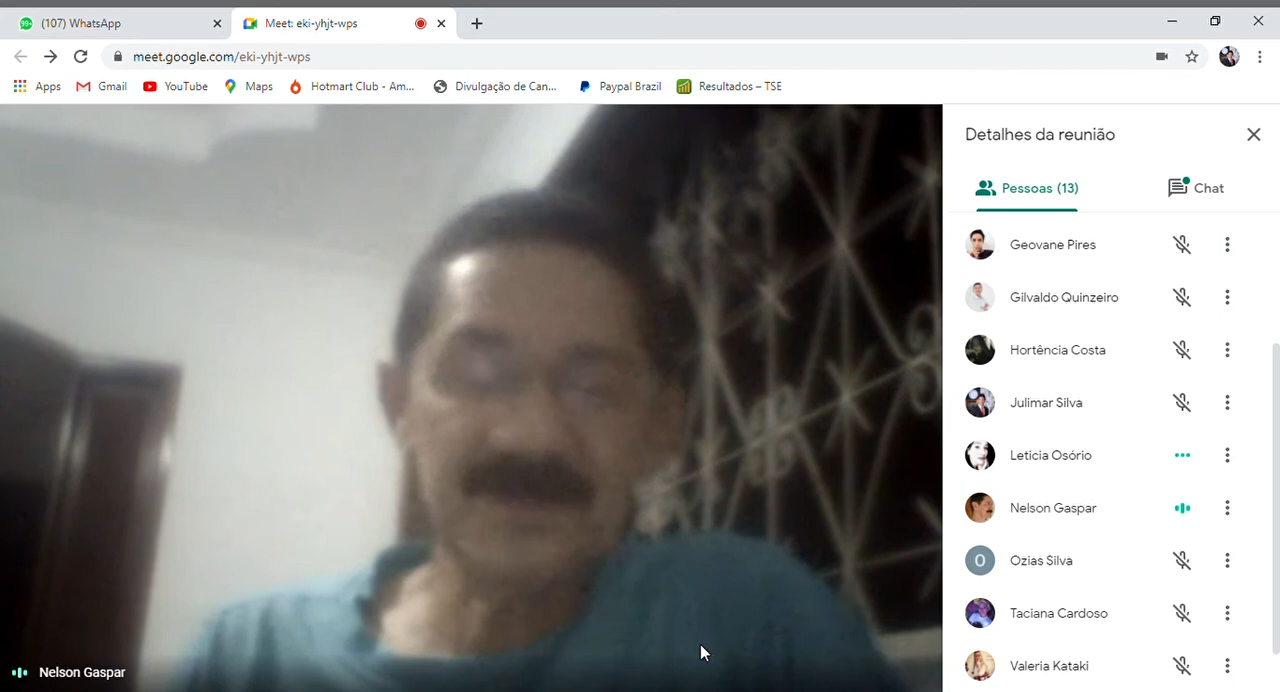 (107) WhatsApp
Meet: eki-yhjt-wps
meet.google.com/eki-yhjt-wps
Apps
Gmail
YouTube
Maps
Hotmart Club - Am...
Divulgação de Can...
Paypal Brazil
Resultados – TSE
Detalhes da reunião
Pessoas (13)
Chat
Geovane Pires
Gilvaldo Quinzeiro
Hortência Costa
Julimar Silva
Leticia Osório
Nelson Gaspar
O
Ozias Silva
Taciana Cardoso
Valeria Kataki
Nelson Gaspar